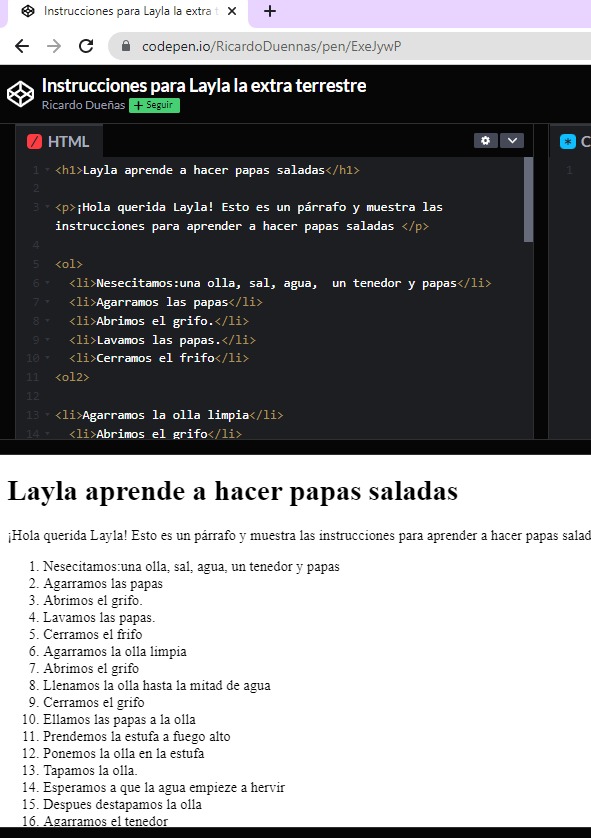 Instrucciones para Layla la extra t
codepen.io/RicardoDuennas/pen/ExeJywP
Instrucciones para Layla la extra terrestre
Ricardo Dueñas + Seguir
HTML
C
1 <h1>Layla aprende a hacer papas saladas</h1>
1
2
3 <p>¡Hola querida Layla! Esto es un párrafo y muestra las
instrucciones para aprender a hacer papas saladas </p>
4
5 <ol>
6 <li>Nesecitamos:una olla, sal, agua,  un tenedor y papas</li>
7 <li>Agarramos las papas</li>
8 <li>Abrimos el grifo.</li>
9 <li>Lavamos las papas.</li>
10 <li>Cerramos el frifo</li>
11 <ol2>
12
13 <li>Agarramos la olla limpia</li>
14 <li>Abrimos el grifo</li>
Layla aprende a hacer papas saladas
¡Hola querida Layla! Esto es un párrafo y muestra las instrucciones para aprender a hacer papas salad
1. Nesecitamos:una olla, sal, agua, un tenedor y papas
2. Agarramos las papas
3. Abrimos el grifo.
4. Lavamos las papas.
5. Cerramos el frifo
6. Agarramos la olla limpia
7. Abrimos el grifo
8. Llenamos la olla hasta la mitad de agua
9. Cerramos el grifo
10. Ellamos las papas a la olla
11. Prendemos la estufa a fuego alto
12. Ponemos la olla en la estufa
13. Tapamos la olla.
14. Esperamos a que la agua empieze a hervir
15. Despues destapamos la olla
16. Agarramos el tenedor